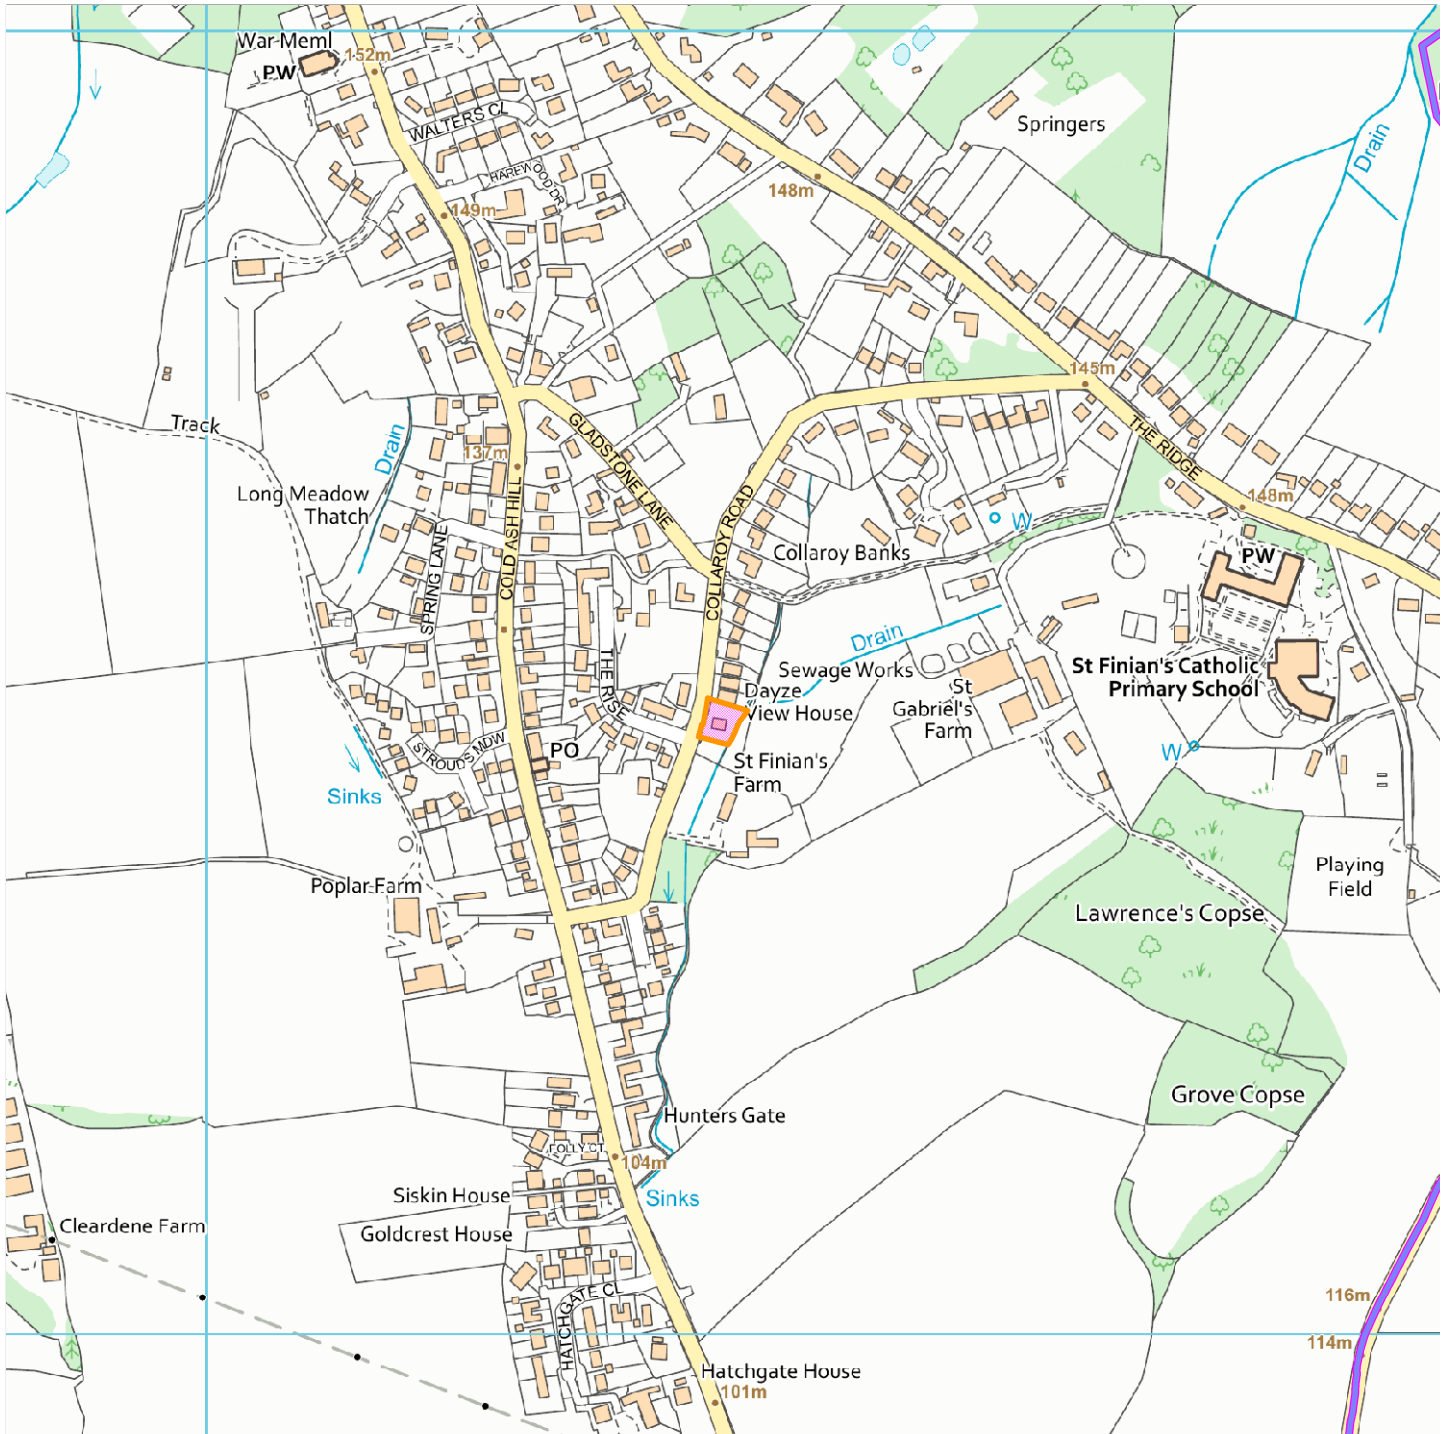 War Meml
152m
PW
WALTERS CL
Springers
Drain
HAREWOOD DR
148m
149m
145m
Track
GLADSTONE LANE
THE RIDGE
Drain
137m
148m
Long Meadow
Thatch
COLD ASH HILL
COLLAROY ROAD
W
SPRING LANE
Collaroy Banks
PW
Drain
THE RISE
Sewage Works
St Finian's Catholic
Primary School
Dayze
View House
St
Gabriel's
Farm
STROUDS MDW
PO
W
St Finian's
Farm
Sinks
Poplar Farm
Playing
Field
Lawrence's Copse
Grove Copse
Hunters Gate
FOLLY CT
104m
Siskin House
Sinks
Cleardene Farm
Goldcrest House
HATCHGATE CL
116m
114m
Hatchgate House
101m